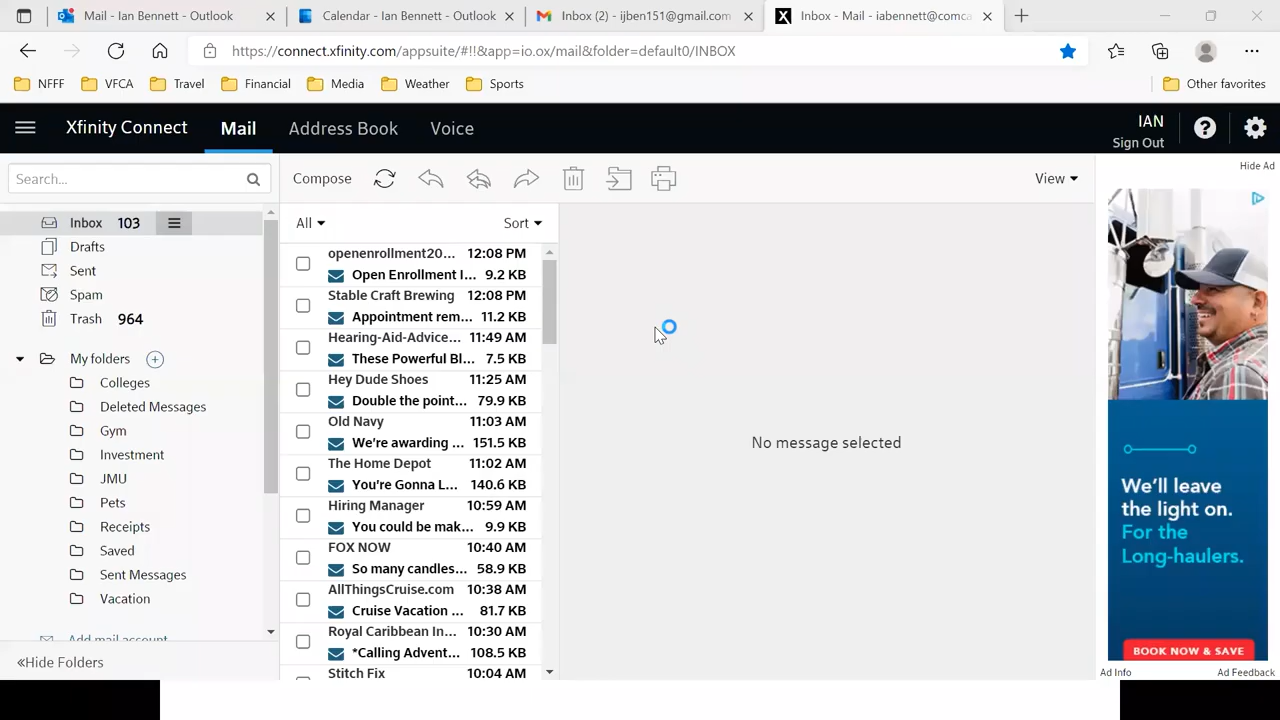 Mail - Ian Bennett - Outlook
Calendar - Ian Bennett - Outlook
Inbox (2) - ijben151@gmail.com
Inbox - Mail - iabennett@comca
https://connect.xfinity.com/appsuite/#!!&app=io.ox/mail&folder=default0/INBOX
NFFF VFCA Travel Financial Media Weather Sports Other favorites
Xfinity Connect Mail Address Book Voice
IAN
Sign Out
Hide Ad
Search...
Compose
View
Inbox 103
Drafts
Sent
Spam
Trash 964
My folders
Colleges
Deleted Messages
Gym
Investment
JMU
Pets
Receipts
Saved
Sent Messages
Vacation
Add mail account
«Hide Folders
All Sort
openenrollment20... 12:08 PM
Open Enrollment I... 9.2 KB
Stable Craft Brewing 12:08 PM
Appointment rem... 11.2 KB
Hearing-Aid-Advice... 11:49 AM
These Powerful Bl... 7.5 KB
Hey Dude Shoes 11:25 AM
Double the point... 79.9 KB
Old Navy 11:03 AM
We're awarding ... 151.5 KB
The Home Depot 11:02 AM
You're Gonna L... 140.6 KB
Hiring Manager 10:59 AM
You could be mak... 9.9 KB
FOX NOW 10:40 AM
So many candles... 58.9 KB
AllThingsCruise.com 10:38 AM
Cruise Vacation ... 81.7 KB
Royal Caribbean In... 10:30 AM
*Calling Advent... 108.5 KB
Stitch Fix 10:04 AM
No message selected
We'll leave
the light on.
For the
Long-haulers.
BOOK NOW & SAVE
Ad Info Ad Feedback